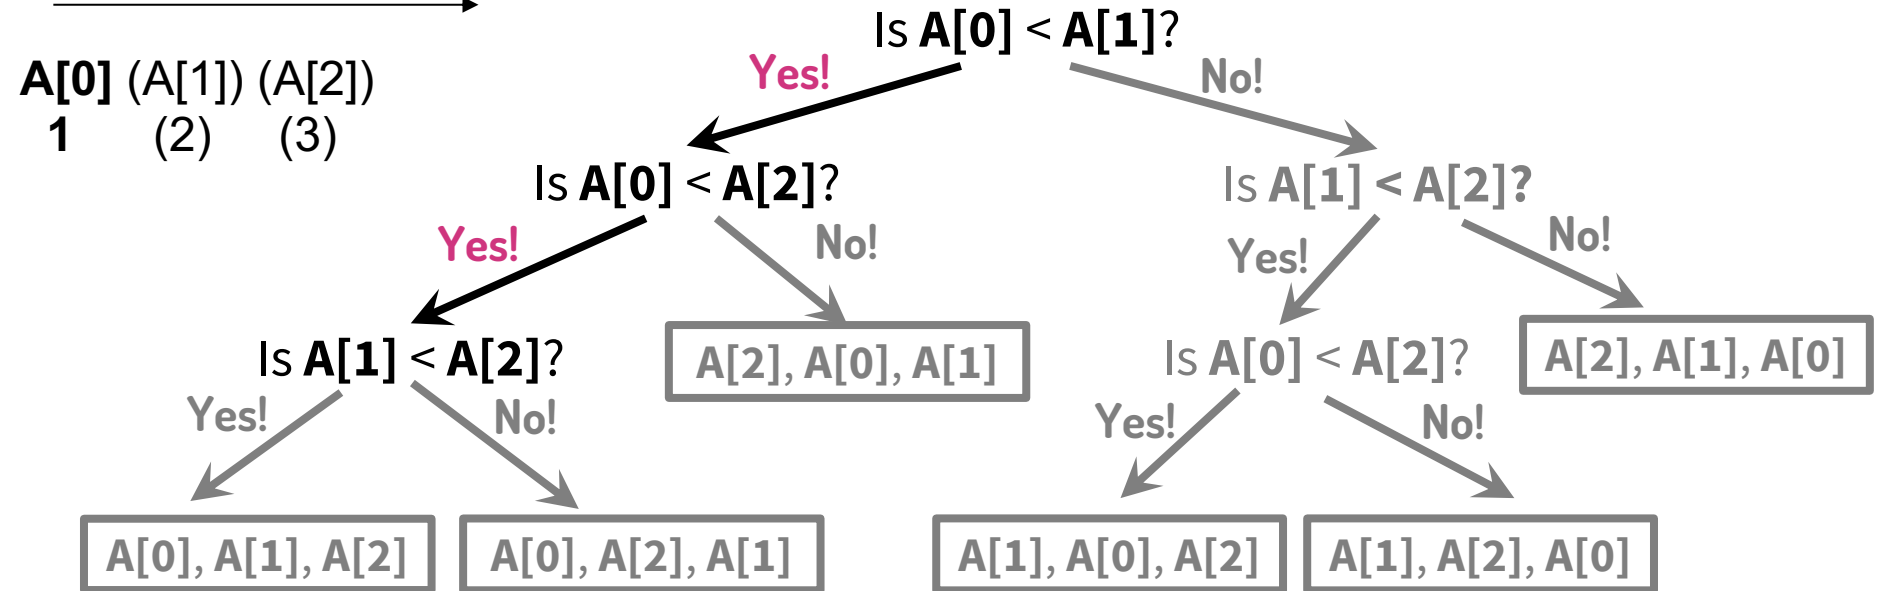 Is A[0] < A[1]?
Yes!
No!
A[0] (A[1]) (A[2])
1 (2) (3)
Is A[0] < A[2]?
Is A[1] < A[2]?
Yes!
No!
Yes!
No!
Is A[1] < A[2]?
A[2], A[0], A[1]
Is A[0] < A[2]?
A[2], A[1], A[0]
Yes!
No!
Yes!
No!
A[0], A[1], A[2]
A[0], A[2], A[1]
A[1], A[0], A[2]
A[1], A[2], A[0]